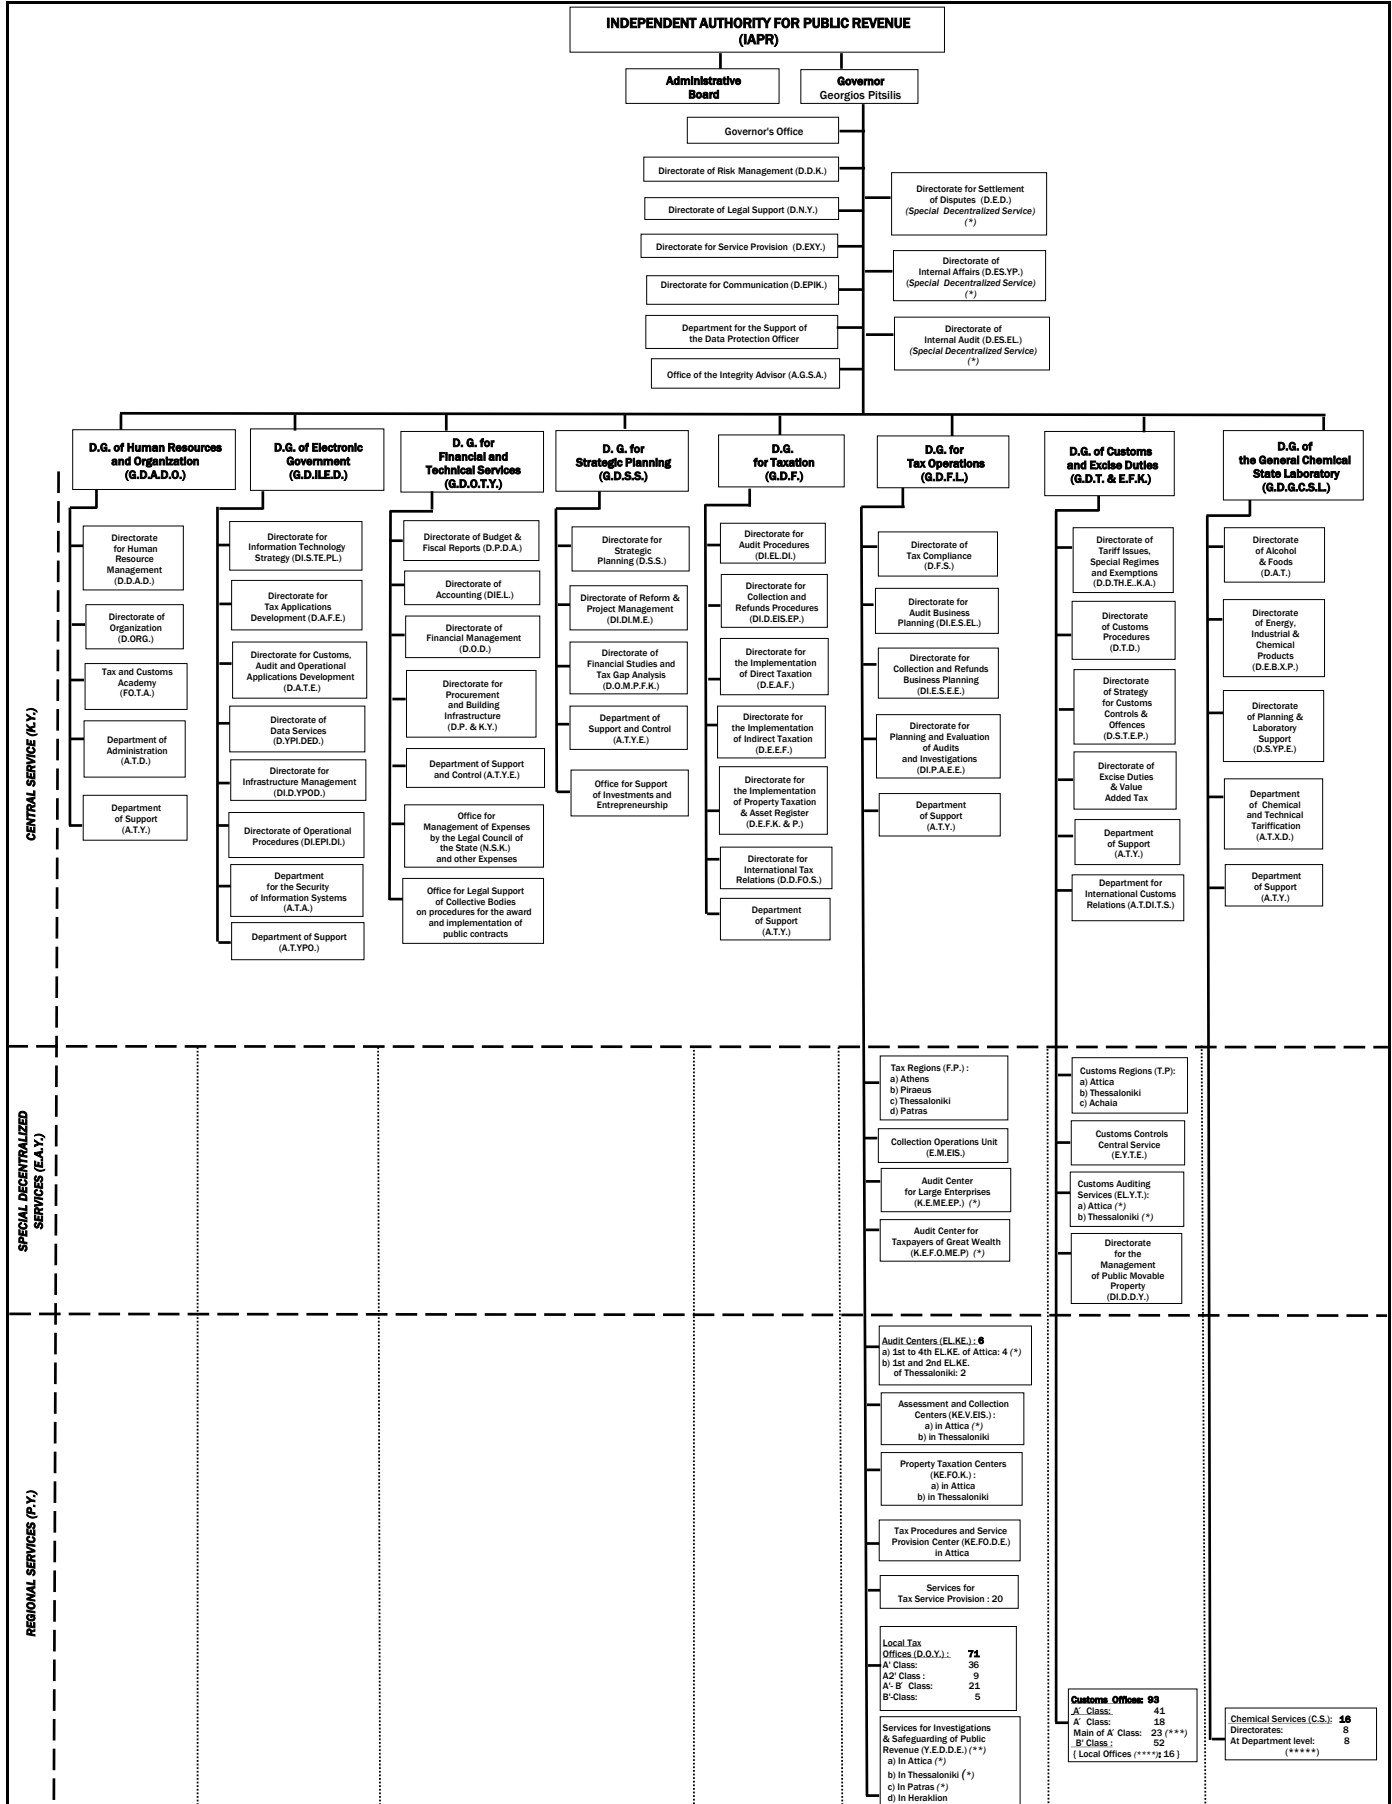 INDEPENDENT AUTHORITY FOR PUBLIC REVENUE
(IAPR)
Administrative
Board
Governor
Georgios Pitsilis
Governor's Office
Directorate of Risk Management (D.D.K.)
Directorate of Legal Support (D.N.Y.)
Directorate for Service Provision (D.EXY.)
Directorate for Communication (D.EPIK.)
Department for the Support of
the Data Protection Officer
Office of the Integrity Advisor (A.G.S.A.)
Directorate for Settlement
of Disputes (D.E.D.)
(Special Decentralized Service)
(*)
Directorate of
Internal Affairs (D.ES.YP.)
(Special Decentralized Service)
(*)
Directorate of
Internal Audit (D.ES.EL.)
(Special Decentralized Service)
(*)
CENTRAL SERVICE (K.Y.)
D.G. of Human Resources
and Organization
(G.D.A.D.O.)
Directorate
for Human
Resource
Management
(D.D.A.D.)
Directorate of
Organization
(D.ORG.)
Tax and Customs
Academy
(FO.T.A.)
Department of
Administration
(A.T.D.)
Department
of Support
(A.T.Y.)
D.G. of Electronic
Government
(G.D.ILE.D.)
Directorate for
Information Technology
Strategy (DI.S.TE.PL.)
Directorate for
Tax Applications
Development (D.A.F.E.)
Directorate for Customs,
Audit and Operational
Applications Development
(D.A.T.E.)
Directorate of
Data Services
(D.YPI.DED.)
Directorate for
Infrastructure Management
(DI.D.YPOD.)
Directorate of Operational
Procedures (DI.EPI.DI.)
Department
for the Security
of Information Systems
(A.T.A.)
Department of Support
(A.T.YPO.)
D. G. for
Financial and
Technical Services
(G.D.O.T.Y.)
Directorate of Budget &
Fiscal Reports (D.P.D.A.)
Directorate of
Accounting (DIE.L.)
Directorate of
Financial Management
(D.O.D.)
Directorate for
Procurement
and Building
Infrastructure
(D.P. & K.Y.)
Department of Support
and Control (A.T.Y.E.)
Office for
Management of Expenses
by the Legal Council of
the State (N.S.K.)
and other Expenses
Office for Legal Support
of Collective Bodies
on procedures for the award
and implementation of
public contracts
D. G. for
Strategic Planning
(G.D.S.S.)
Directorate for
Strategic
Planning (D.S.S.)
Directorate of Reform &
Project Management
(DI.DI.M.E.)
Directorate of
Financial Studies and
Tax Gap Analysis
(D.O.M.P.F.K.)
Department of
Support and Control
(A.T.Y.E.)
Office for Support
of Investments and
Entrepreneurship
D.G.
for Taxation
(G.D.F.)
Directorate for
Audit Procedures
(DI.EL.DI.)
Directorate for
Collection and
Refunds Procedures
(DI.D.EIS.EP.)
Directorate for
the Implementation
of Direct Taxation
(D.E.A.F.)
Directorate for
the Implementation
of Indirect Taxation
(D.E.E.F.)
Directorate for
the Implementation
of Property Taxation
& Asset Register
(D.E.F.K. & P.)
Directorate for
International Tax
Relations (D.D.FO.S.)
Department
of Support
(A.T.Y.)
D.G. for
Tax Operations
(G.D.F.L.)
Directorate of
Tax Compliance
(D.F.S.)
Directorate for
Audit Business
Planning (DI.E.S.EL.)
Directorate for
Collection and Refunds
Business Planning
(DI.E.S.E.E.)
Directorate for
Planning and Evaluation
of Audits
and Investigations
(DI.P.A.E.E.)
Department
of Support
(A.T.Y.)
D.G. of Customs
and Excise Duties
(G.D.T. & E.F.K.)
Directorate of
Tariff Issues,
Special Regimes
and Exemptions
(D.D.TH.E..K.A.)
Directorate
of Customs
Procedures
(D.T.D.)
Directorate
of Strategy
for Customs
Controls &
Offences
(D.S.T.E.P.)
Directorate of
Excise Duties
& Value
Added Tax
Department
of Support
(A.T.Y.)
Department for
International Customs
Relations (A.T.DI.T.S.)
D.G. of
the General Chemical
State Laboratory
(G.D.G.C.S.L.)
Directorate
of Alcohol
& Foods
(D.A.T.)
Directorate
of Energy,
Industrial &
Chemical
Products
(D.E.B.X.P.)
Directorate
of Planning &
Laboratory
Support
(D.S.YP.E.)
Department
of Chemical
and Technical
Tariffication
(A.T.X.D.)
Department
of Support
(A.T.Y.)
SPECIAL DECENTRALIZED
SERVICES (E.A.Y.)
Tax Regions (F.P.) :
a) Athens
b) Piraeus
c) Thessaloniki
d) Patras
Collection Operations Unit
(E.M.EIS.)
Audit Center
for Large Enterprises
(K.E.ME.EP.) (*)
Audit Center for
Taxpayers of Great Wealth
(K.E.F.O.ME.P) (*)
Customs Regions (T.P):
a) Attica
b) Thessaloniki
c) Achaia
Customs Controls
Central Service
(E.Y.T.E.)
Customs Auditing
Services (EL.Y.T.):
a) Attica (*)
b) Thessaloniki (*)
Directorate
for the
Management
of Public Movable
Property
(DI.D.D.Y.)
REGIONAL SERVICES (P.Y.)
Audit Centers (EL.KE.) : 6
a) 1st to 4th EL.KE. of Attica: 4 (*)
b) 1st and 2nd EL.KE.
of Thessaloniki: 2
Assessment and Collection
Centers (KE.V.EIS.) :
a) in Attica (*)
b) in Thessaloniki
Property Taxation Centers
(KE.FO.K.) :
a) in Attica
b) in Thessaloniki
Tax Procedures and Service
Provision Center (KE.FO.D.E.)
in Attica
Services for
Tax Service Provision : 20
Local Tax
Offices (D.O.Y.) : 71
A' Class: 36
A2' Class : 9
A'- B' Class: 21
B'-Class: 5
Services for Investigations
& Safeguarding of Public
Revenue (Y.E.D.D.E.) (**)
a) In Attica (*)
b) In Thessaloniki (*)
c) In Patras (*)
d) In Heraklion
Customs Offices: 93
A' Class: 41
A' Class: 18
Main of A' Class: 23 (***)
B' Class : 52
{ Local Offices (****): 16 }
Chemical Services (C.S.): 16
Directorates: 8
At Department level: 8
(*****)